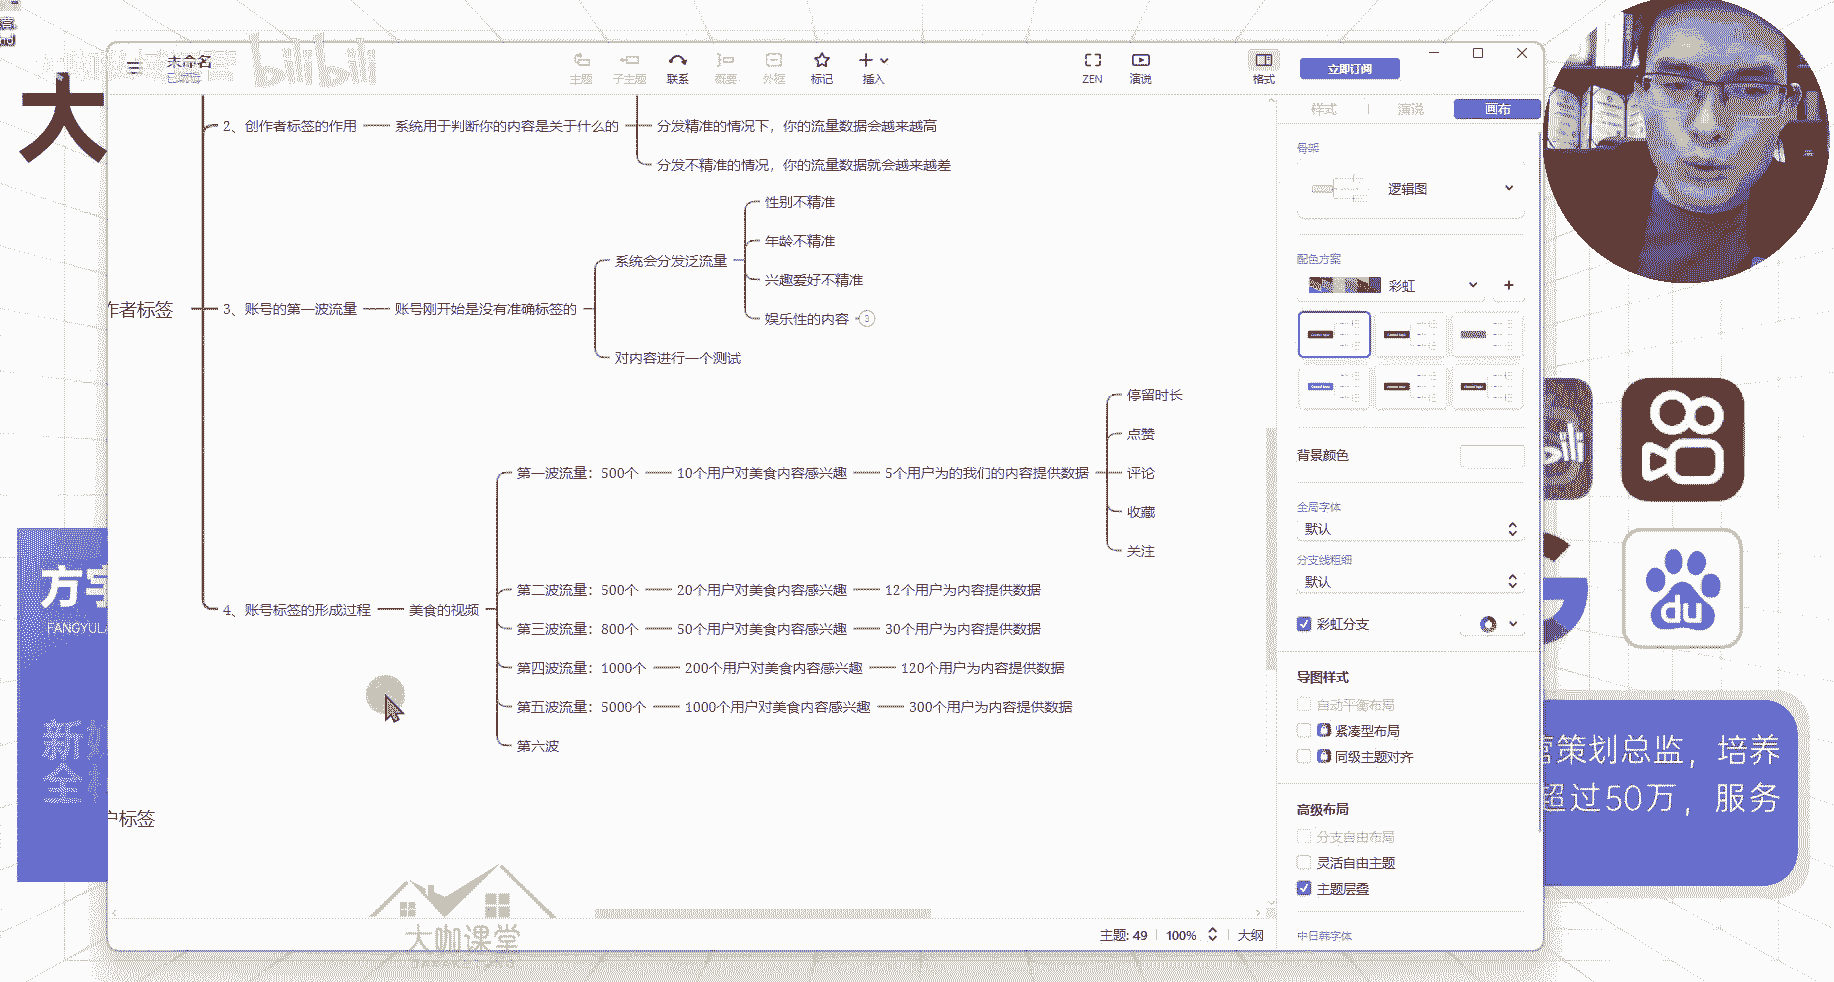 bilibili
大
未命名
已编辑
主题
子主题
联系
概要
外框
标记
插入
ZEN
演说
格式
立即订阅
样式
演说
画布
2、创作者标签的作用
系统用于判断你的内容是关于什么的
分发精准的情况下，你的流量数据会越来越高
分发不精准的情况，你的流量数据就会越来越差
作者标签
3、账号的第一波流量
账号刚开始是没有准确标签的
系统会分发泛流量
性别不精准
年龄不精准
兴趣爱好不精准
娱乐性的内容
3
对内容进行一个测试
4、账号标签的形成过程
美食的视频
第一波流量：500个
10个用户对美食内容感兴趣
5个用户为的我们的内容提供数据
停留时长
点赞
评论
收藏
关注
第二波流量：500个
20个用户对美食内容感兴趣
12个用户为内容提供数据
第三波流量：800个
50个用户对美食内容感兴趣
30个用户为内容提供数据
第四波流量：1000个
200个用户对美食内容感兴趣
120个用户为内容提供数据
第五波流量：5000个
1000个用户对美食内容感兴趣
300个用户为内容提供数据
第六波
户标签
骨架
逻辑图
配色方案
彩虹
背景颜色
全局字体
默认
分支线粗细
默认
彩虹分支
导图样式
自动平衡布局
紧凑型布局
同级主题对齐
高级布局
分支自由布局
灵活自由主题
主题层叠
中日韩字体
主题: 49
100%
大纲
方宇
FANGYULA
新
全
大咖课堂
du
营策划总监，培养
超过50万，服务